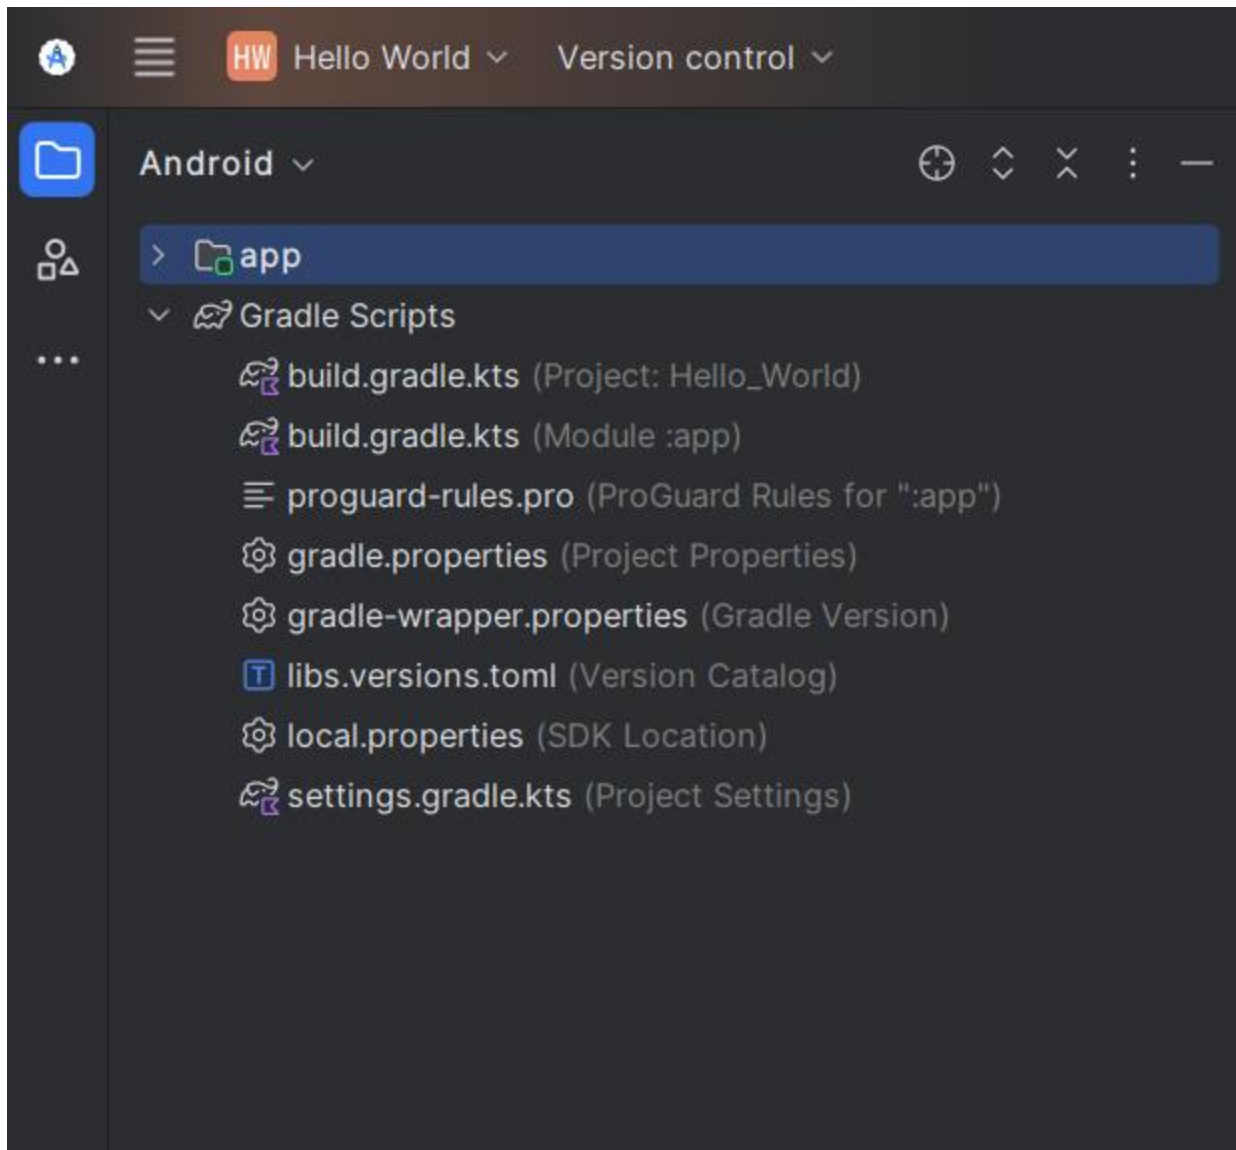 HW Hello World Version control
Android
app
Gradle Scripts
build.gradle.kts (Project: Hello_World)
build.gradle.kts (Module :app)
proguard-rules.pro (ProGuard Rules for ":app")
gradle.properties (Project Properties)
gradle-wrapper.properties (Gradle Version)
T libs.versions.toml (Version Catalog)
local.properties (SDK Location)
settings.gradle.kts (Project Settings)